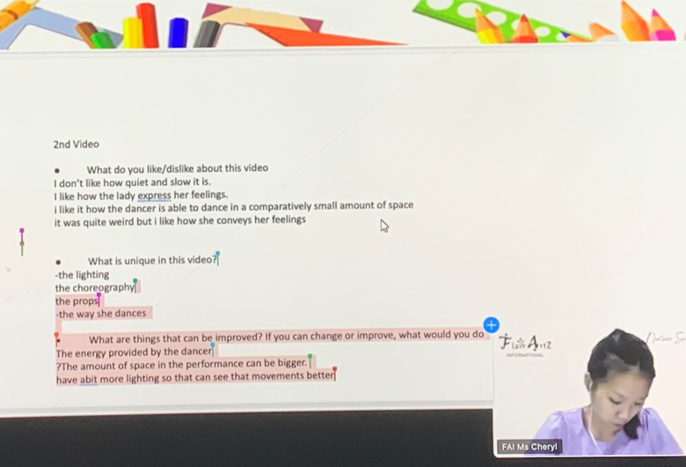 2nd Video
• What do you like/dislike about this video
I don't like how quiet and slow it is.
I like how the lady express her feelings.
i like it how the dancer is able to dance in a comparatively small amount of space
it was quite weird but i like how she conveys her feelings
• What is unique in this video?
-the lighting
the choreography
the props
-the way she dances
• What are things that can be improved? If you can change or improve, what would you do
The energy provided by the dancer
?The amount of space in the performance can be bigger.
have abit more lighting so that can see that movements better
INTERNATIONAL
FAI Ms Cheryl